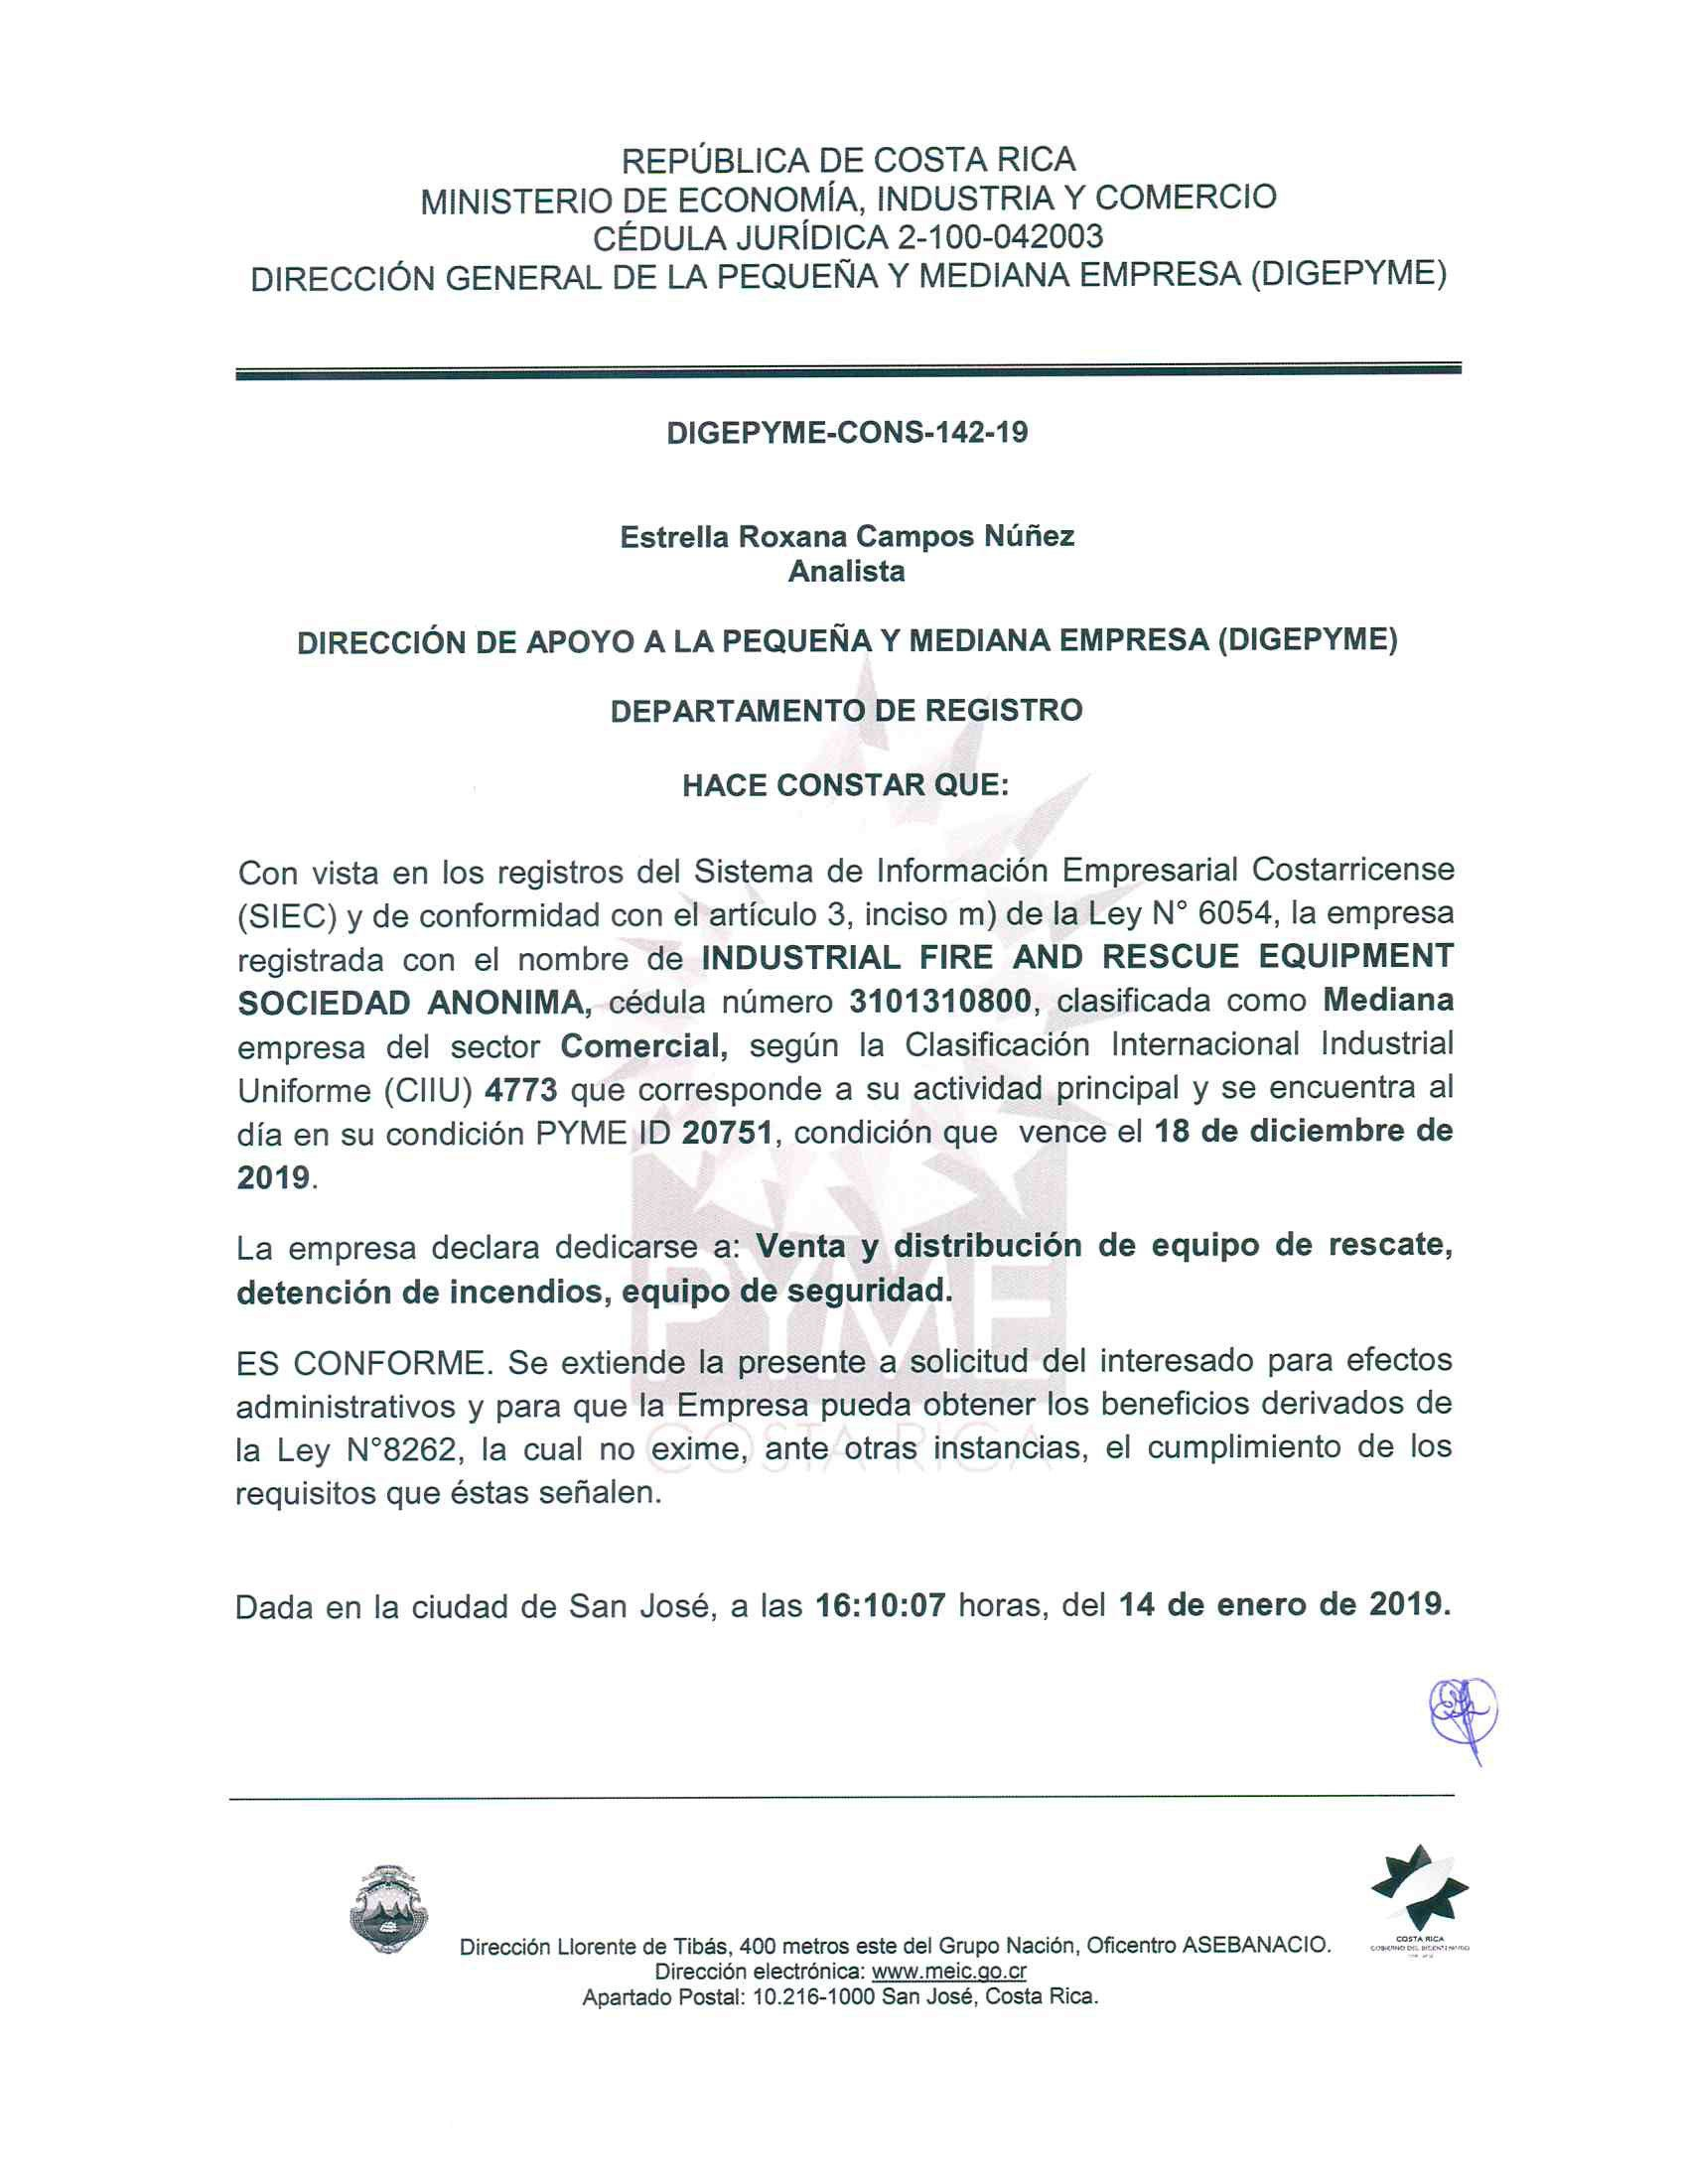 REPÚBLICA DE COSTA RICA
MINISTERIO DE ECONOMÍA, INDUSTRIA Y COMERCIO
CÉDULA JURÍDICA 2-100-042003
DIRECCIÓN GENERAL DE LA PEQUEÑA Y MEDIANA EMPRESA (DIGEPYME)
DIGEPYME-CONS-142-19
Estrella Roxana Campos Núñez
Analista
DIRECCIÓN DE APOYO A LA PEQUEÑA Y MEDIANA EMPRESA (DIGEPYME)
DEPARTAMENTO DE REGISTRO
HACE CONSTAR QUE:
Con vista en los registros del Sistema de Información Empresarial Costarricense
(SIEC) y de conformidad con el artículo 3, inciso m) de la Ley N° 6054, la empresa
registrada con el nombre de INDUSTRIAL FIRE AND RESCUE EQUIPMENT
SOCIEDAD ANONIMA, cédula número 3101310800, clasificada como Mediana
empresa del sector Comercial, según la Clasificación Internacional Industrial
Uniforme (CIIU) 4773 que corresponde a su actividad principal y se encuentra al
día en su condición PYME ID 20751, condición que vence el 18 de diciembre de
2019.
La empresa declara dedicarse a: Venta y distribución de equipo de rescate,
detención de incendios, equipo de seguridad.
PYME
ES CONFORME. Se extiende la presente a solicitud del interesado para efectos
administrativos y para que la Empresa pueda obtener los beneficios derivados de
la Ley N°8262, la cual no exime, ante otras instancias, el cumplimiento de los
COSTA RICA
requisitos que éstas señalen.
Dada en la ciudad de San José, a las 16:10:07 horas, del 14 de enero de 2019.
Dirección Llorente de Tibás, 400 metros este del Grupo Nación, Oficentro ASEBANACIO.
Dirección electrónica: www.meic.go.cr
Apartado Postal: 10.216-1000 San José, Costa Rica.
COSTA RICA
GOBIERNO DEL BICENTENARIO